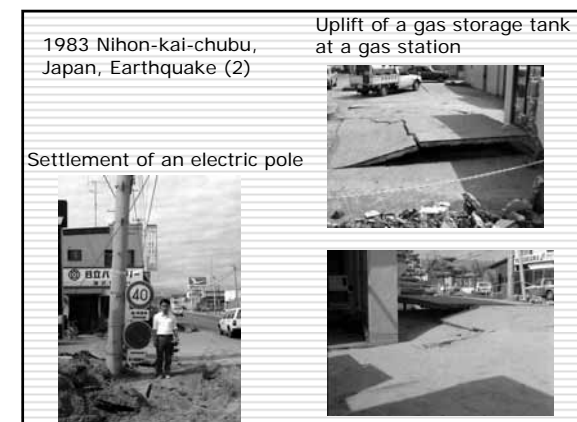 1983 Nihon-kai-chubu,
Japan, Earthquake (2)
Uplift of a gas storage tank
at a gas station
Settlement of an electric pole
40